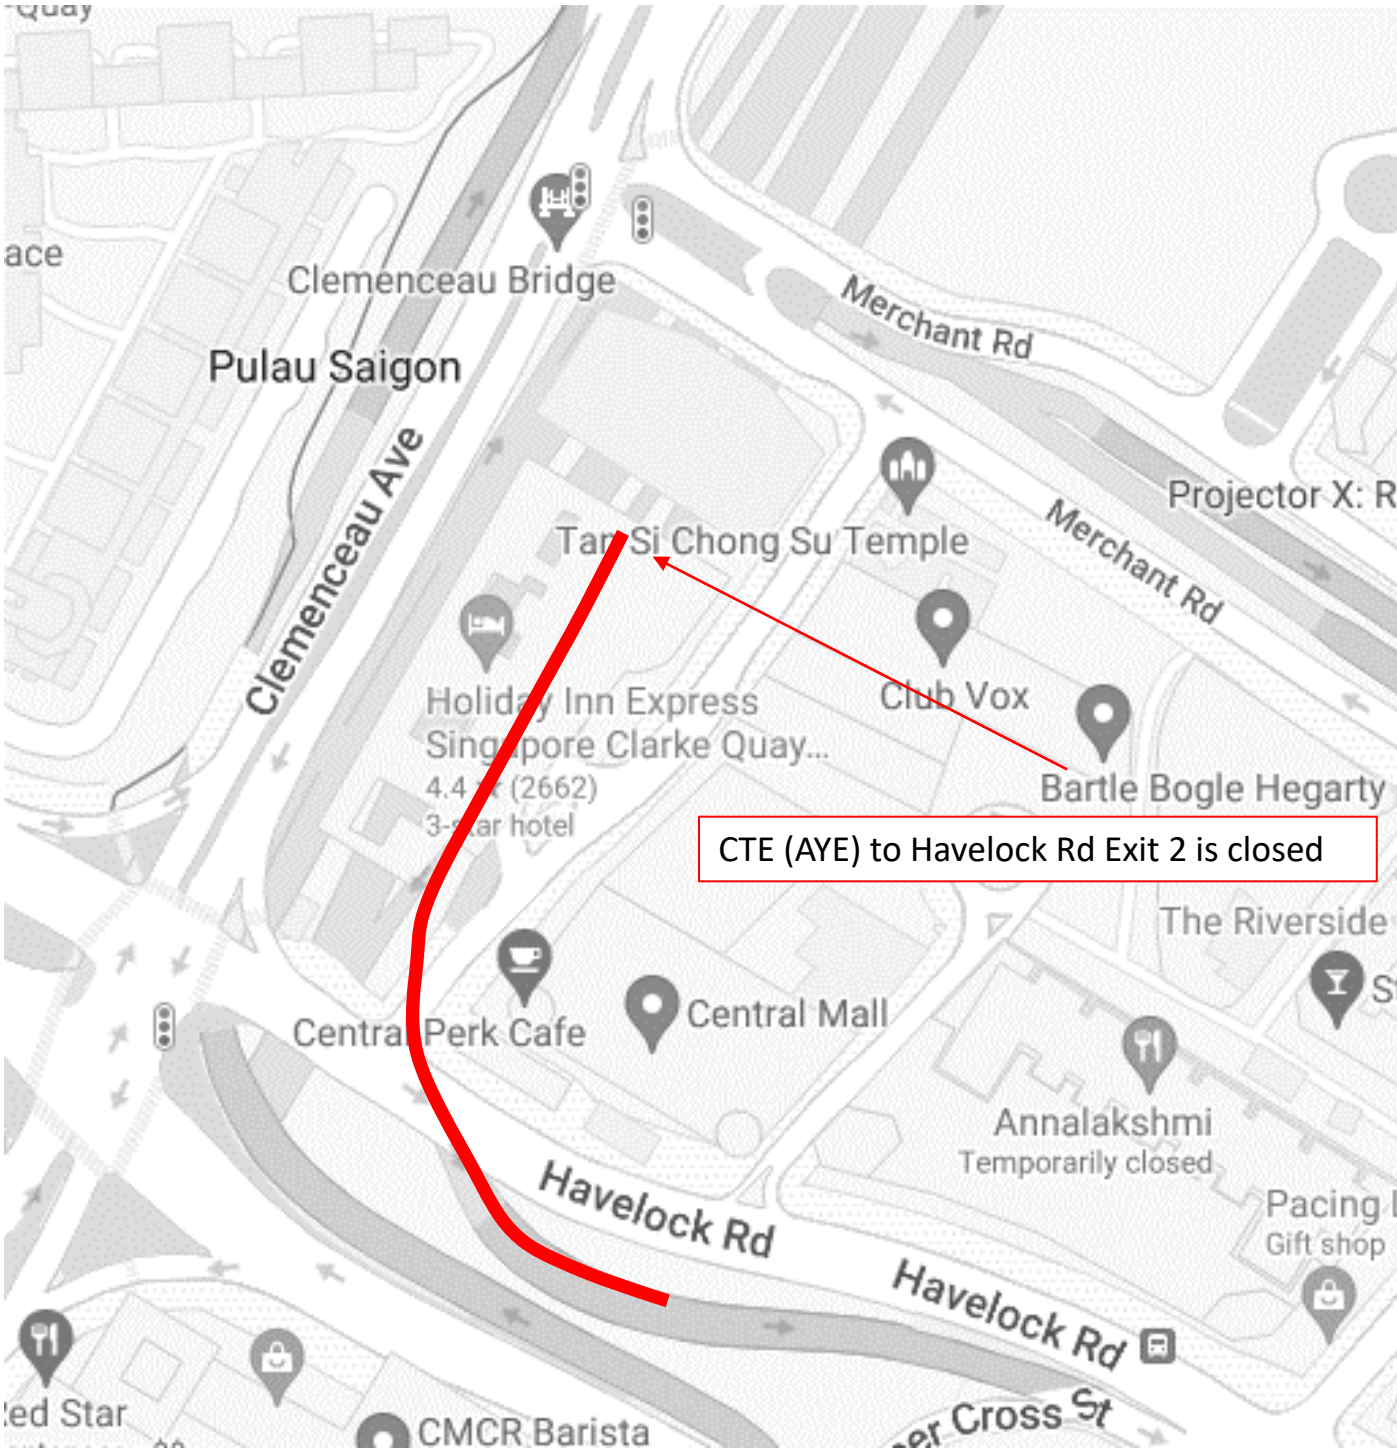 Quay
ace
Clemenceau Bridge
Merchant Rd
Pulau Saigon
Clemenceau Ave
Projector X: R
Tan Si Chong Su Temple
Merchant Rd
Club Vox
Holiday Inn Express
Singapore Clarke Quay...
4.4 ★ (2662)
3-star hotel
Bartle Bogle Hegarty
CTE (AYE) to Havelock Rd Exit 2 is closed
The Riverside
Central Perk Cafe
Central Mall
Annalakshmi
Temporarily closed
Havelock Rd
Pacing
Gift shop
Havelock Rd
ed Star
CMCR Barista
er Cross St